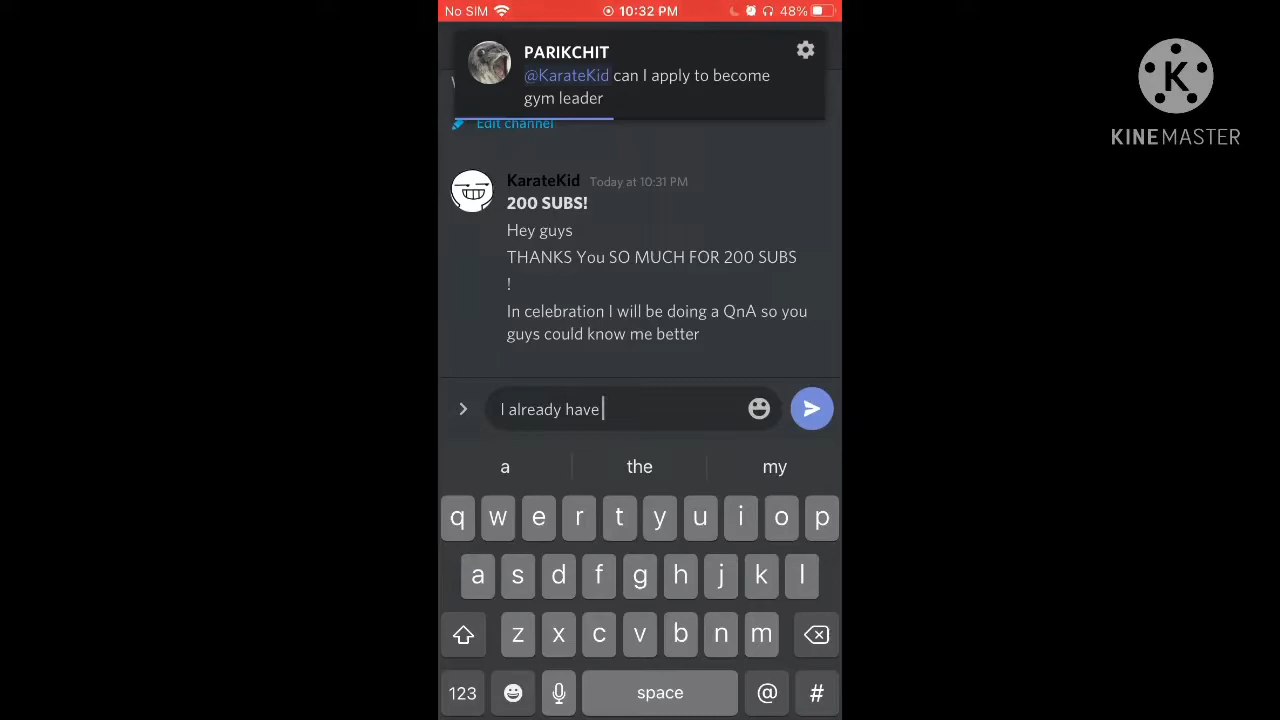 No SIM 10:32 PM 48%
PARIKCHIT
@KarateKid can I apply to become
gym leader
Edit channel
KarateKid Today at 10:31 PM
200 SUBS!
Hey guys
THANKS You SO MUCH FOR 200 SUBS
!
In celebration I will be doing a QnA so you
guys could know me better
I already have
a the my
q w e r t y u i o p
a s d f g h j k l
z x c v b n m
123 space @ #
K
KINEMASTER